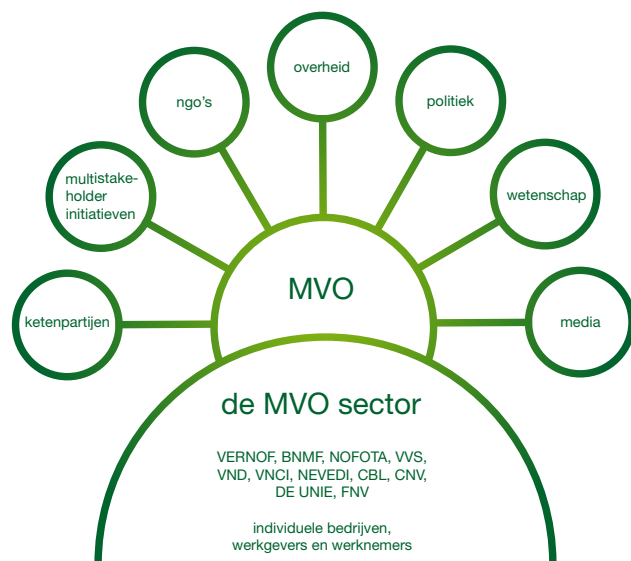 overheid
ngo's
politiek
multistake-
holder
initiatieven
wetenschap
ketenpartijen
media
MVO
de MVO sector
VERNOF, BNMF, NOFOTA, VVS,
VND, VNCI, NEVEDI, CBL, CNV,
DE UNIE, FNV
individuele bedrijven,
werkgevers en werknemers